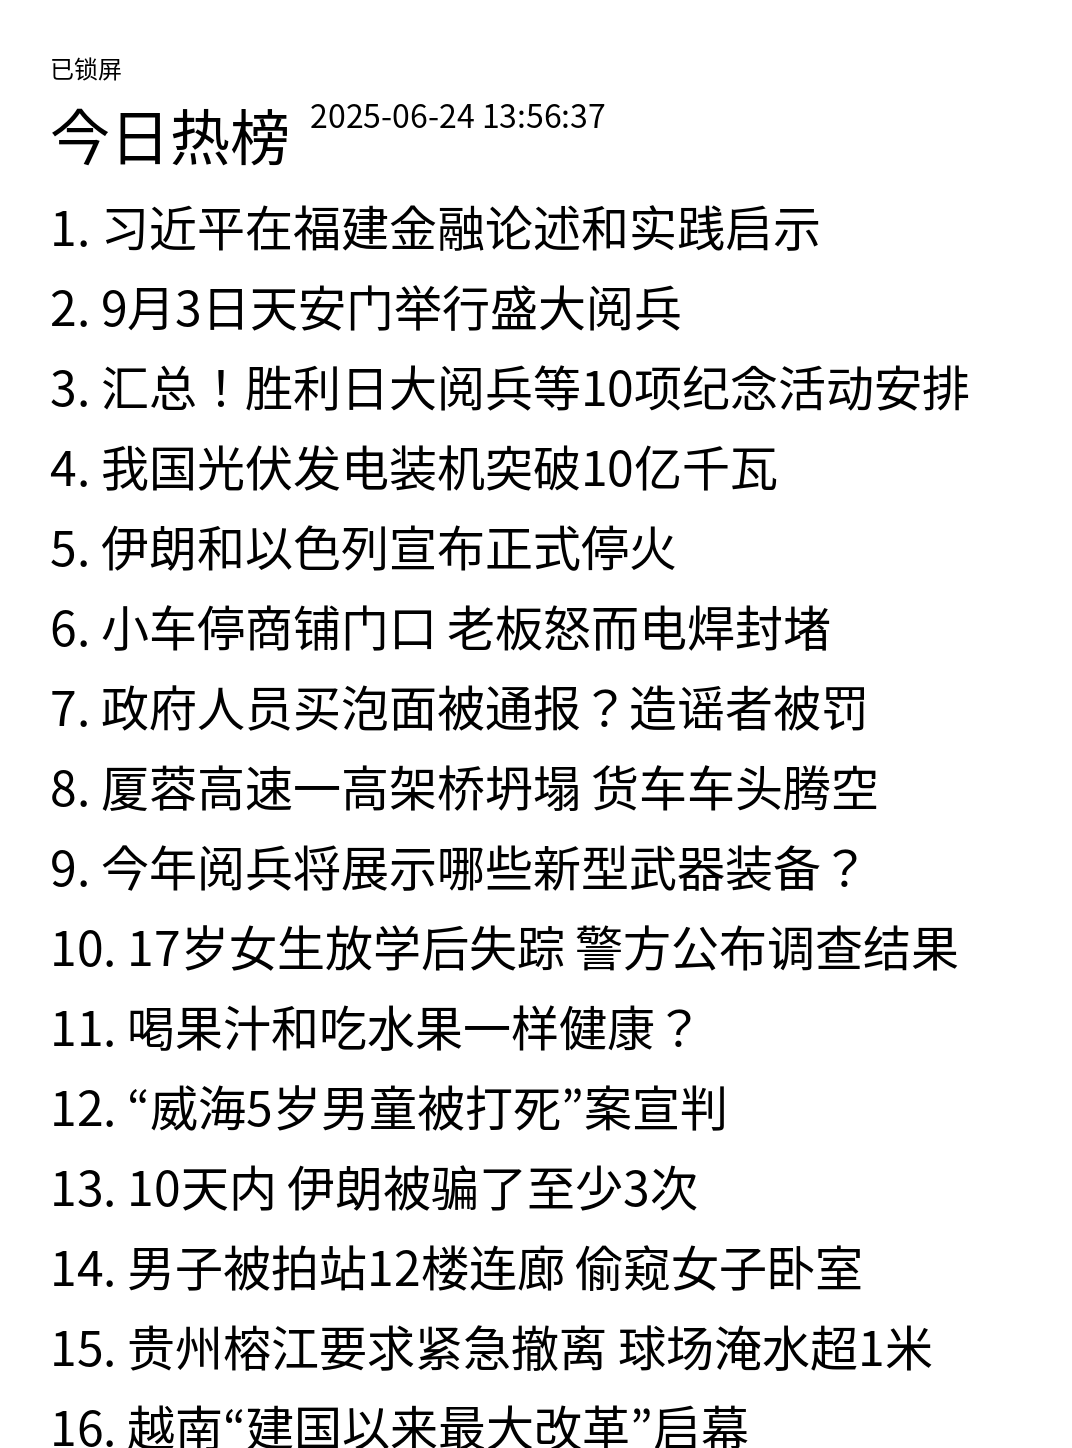 已锁屏
今日热榜 2025-06-24 13:56:37
1. 习近平在福建金融论述和实践启示
2. 9月3日天安门举行盛大阅兵
3. 汇总！胜利日大阅兵等10项纪念活动安排
4. 我国光伏发电装机突破10亿千瓦
5. 伊朗和以色列宣布正式停火
6. 小车停商铺门口 老板怒而电焊封堵
7. 政府人员买泡面被通报？造谣者被罚
8. 厦蓉高速一高架桥坍塌 货车车头腾空
9. 今年阅兵将展示哪些新型武器装备？
10. 17岁女生放学后失踪 警方公布调查结果
11. 喝果汁和吃水果一样健康？
12. “威海5岁男童被打死”案宣判
13. 10天内 伊朗被骗了至少3次
14. 男子被拍站12楼连廊 偷窥女子卧室
15. 贵州榕江要求紧急撤离 球场淹水超1米
16. 越南“建国以来最大改革”启幕